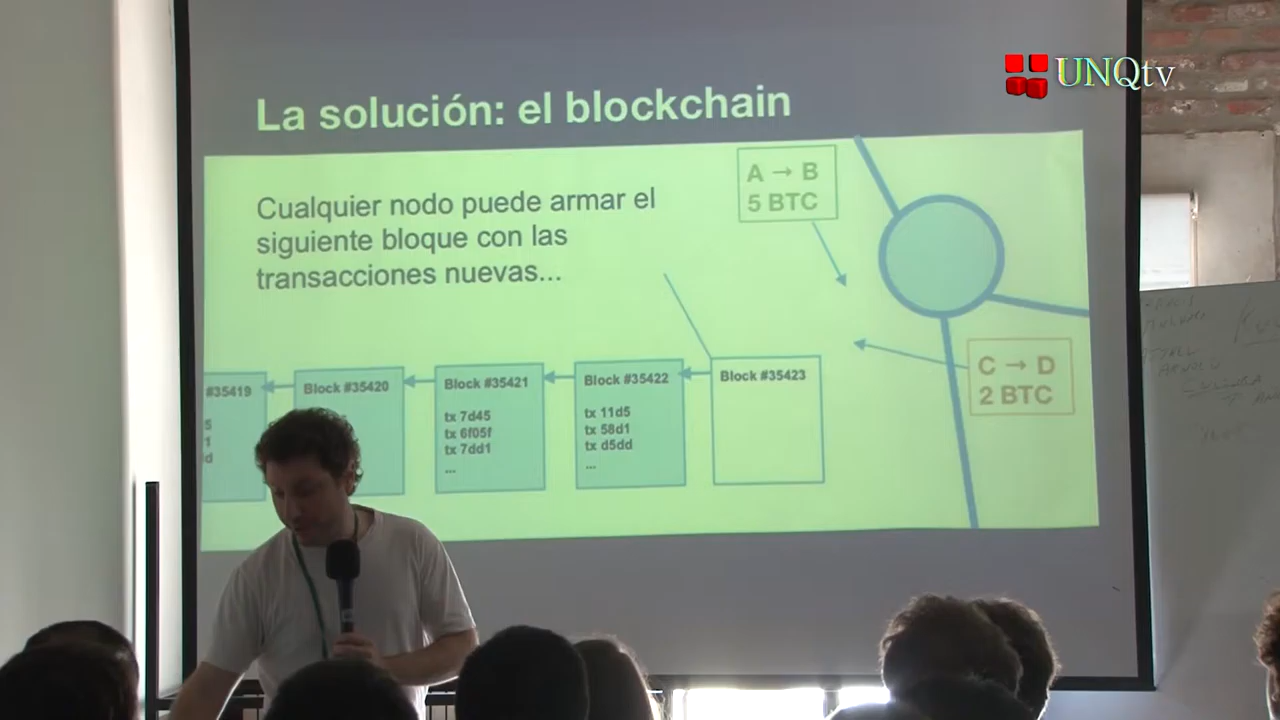 UNQtv
La solución: el blockchain
Cualquier nodo puede armar el
siguiente bloque con las
transacciones nuevas...
A → B
5 BTC
C → D
2 BTC
#35419
5
1
d
Block #35420
Block #35421
tx 7d45
tx 6f05f
tx 7dd1
...
Block #35422
tx 11d5
tx 58d1
tx d5dd
...
Block #35423